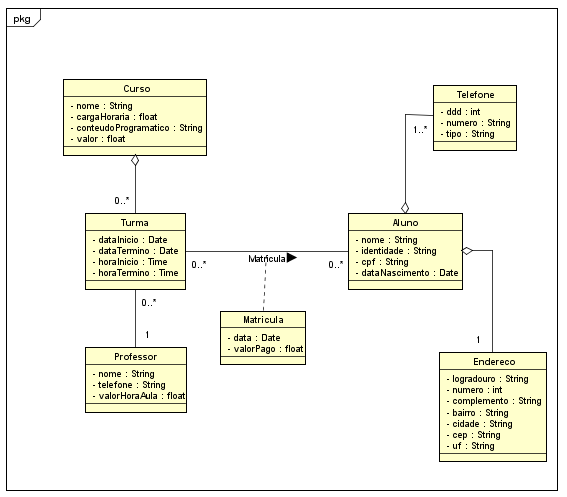 pkg
Curso
- nome : String
- cargaHoraria : float
- conteudoProgramatico : String
- valor : float
Telefone
- ddd : int
- numero : String
- tipo : String
1..*
0..*
Turma
- dataInicio : Date
- dataTermino : Date
- horaInicio : Time
- horaTermino : Time
Aluno
- nome : String
- identidade : String
- cpf : String
- dataNascimento : Date
0..*
Matricula
0..*
0..*
1
Matricula
- data : Date
- valorPago : float
1
Professor
- nome : String
- telefone : String
- valorHoraAula : float
Endereco
- logradouro : String
- numero : int
- complemento : String
- bairro : String
- cidade : String
- cep : String
- uf : String